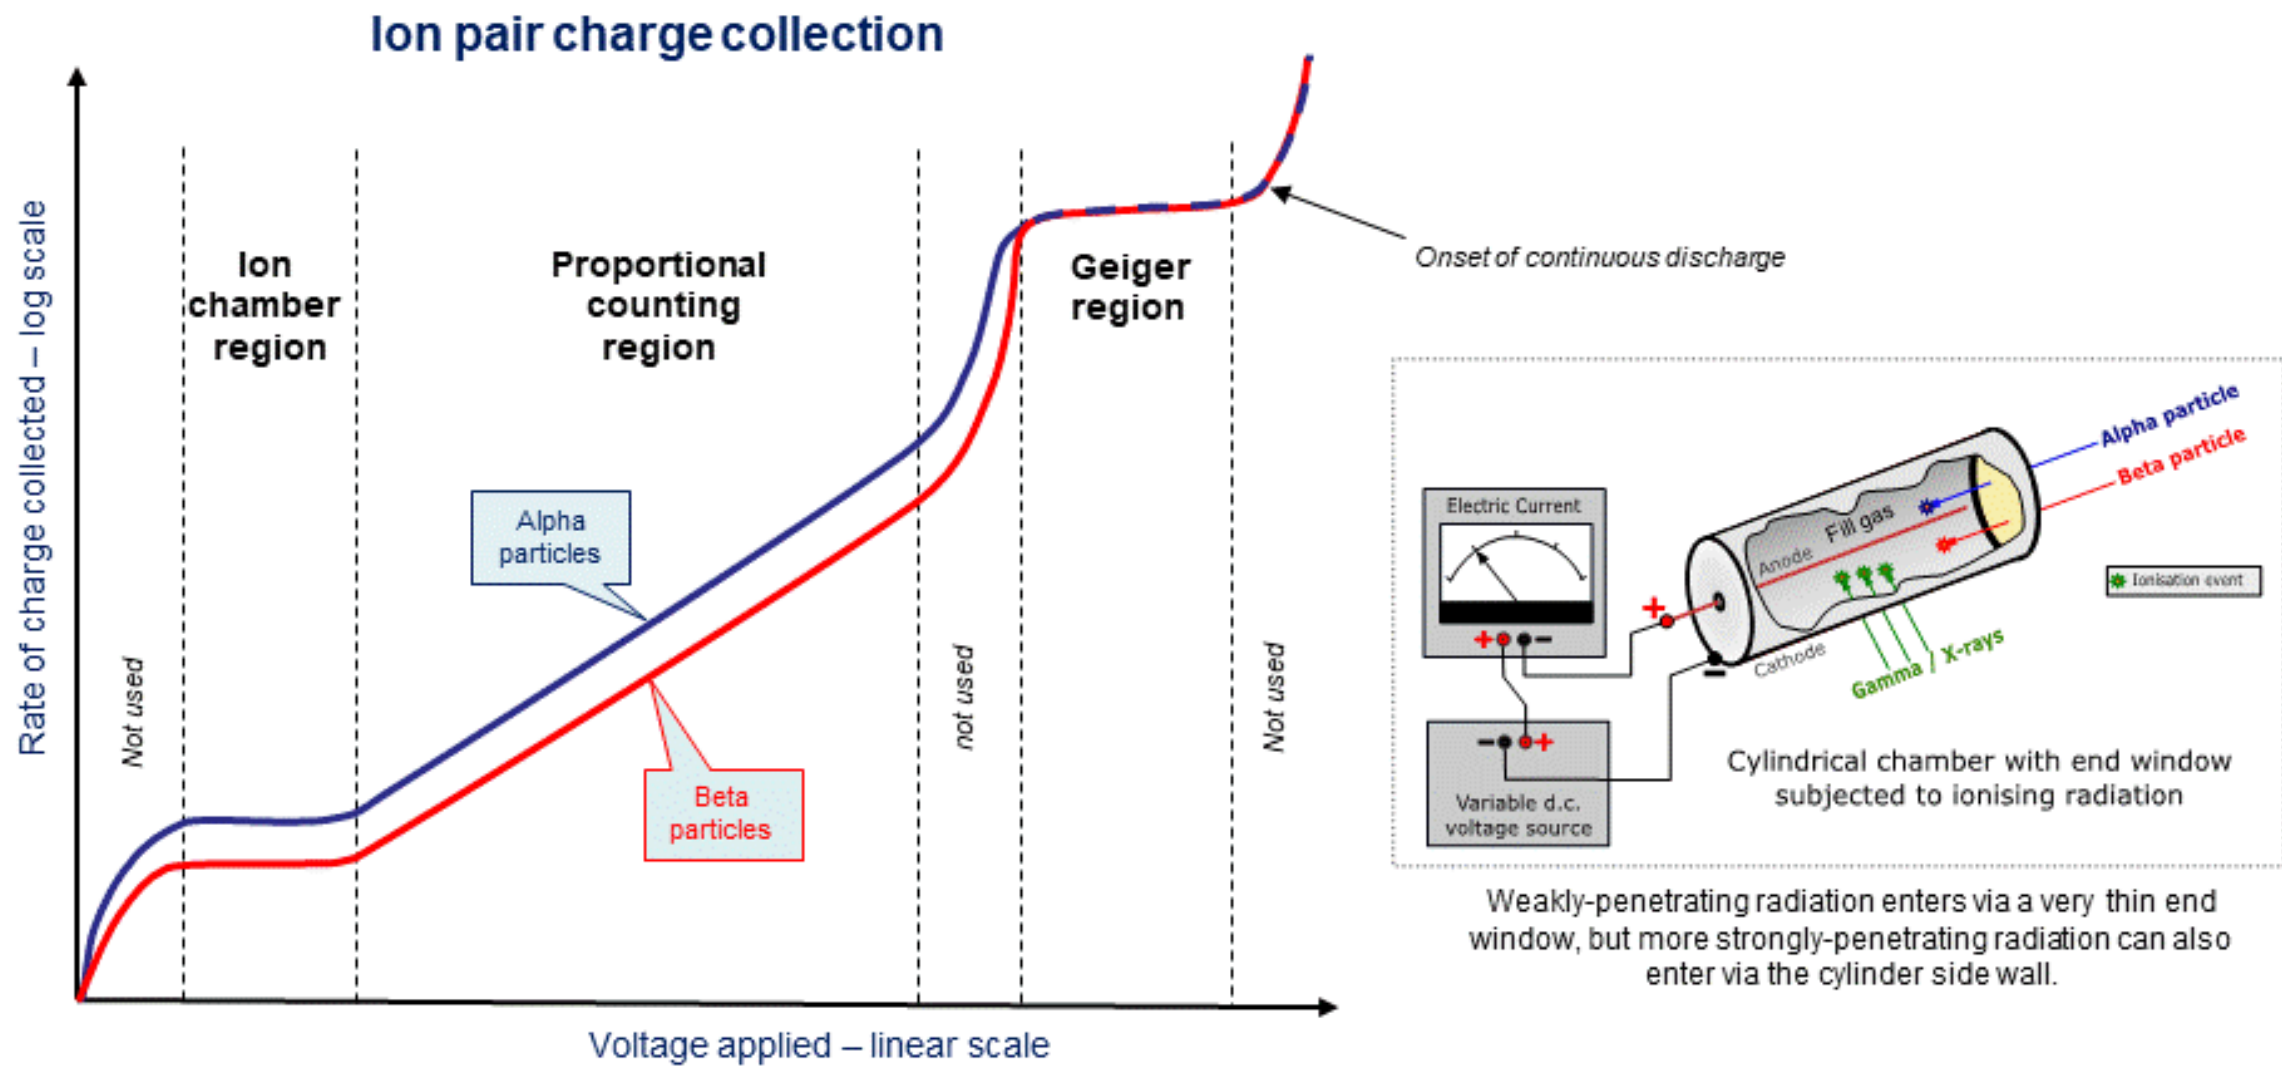 Ion pair charge collection
Rate of charge collected – log scale
Ion
chamber
region
Proportional
counting
region
Geiger
region
Onset of continuous discharge
Alpha
particles
Beta
particles
Not used
not used
Not used
Voltage applied – linear scale
Electric Current
+ −
− +
Variable d.c.
voltage source
+
−
Anode
Fill gas
Cathode
Alpha particle
Beta particle
Gamma / X-rays
Ionisation event
Cylindrical chamber with end window
subjected to ionising radiation
Weakly-penetrating radiation enters via a very thin end
window, but more strongly-penetrating radiation can also
enter via the cylinder side wall.